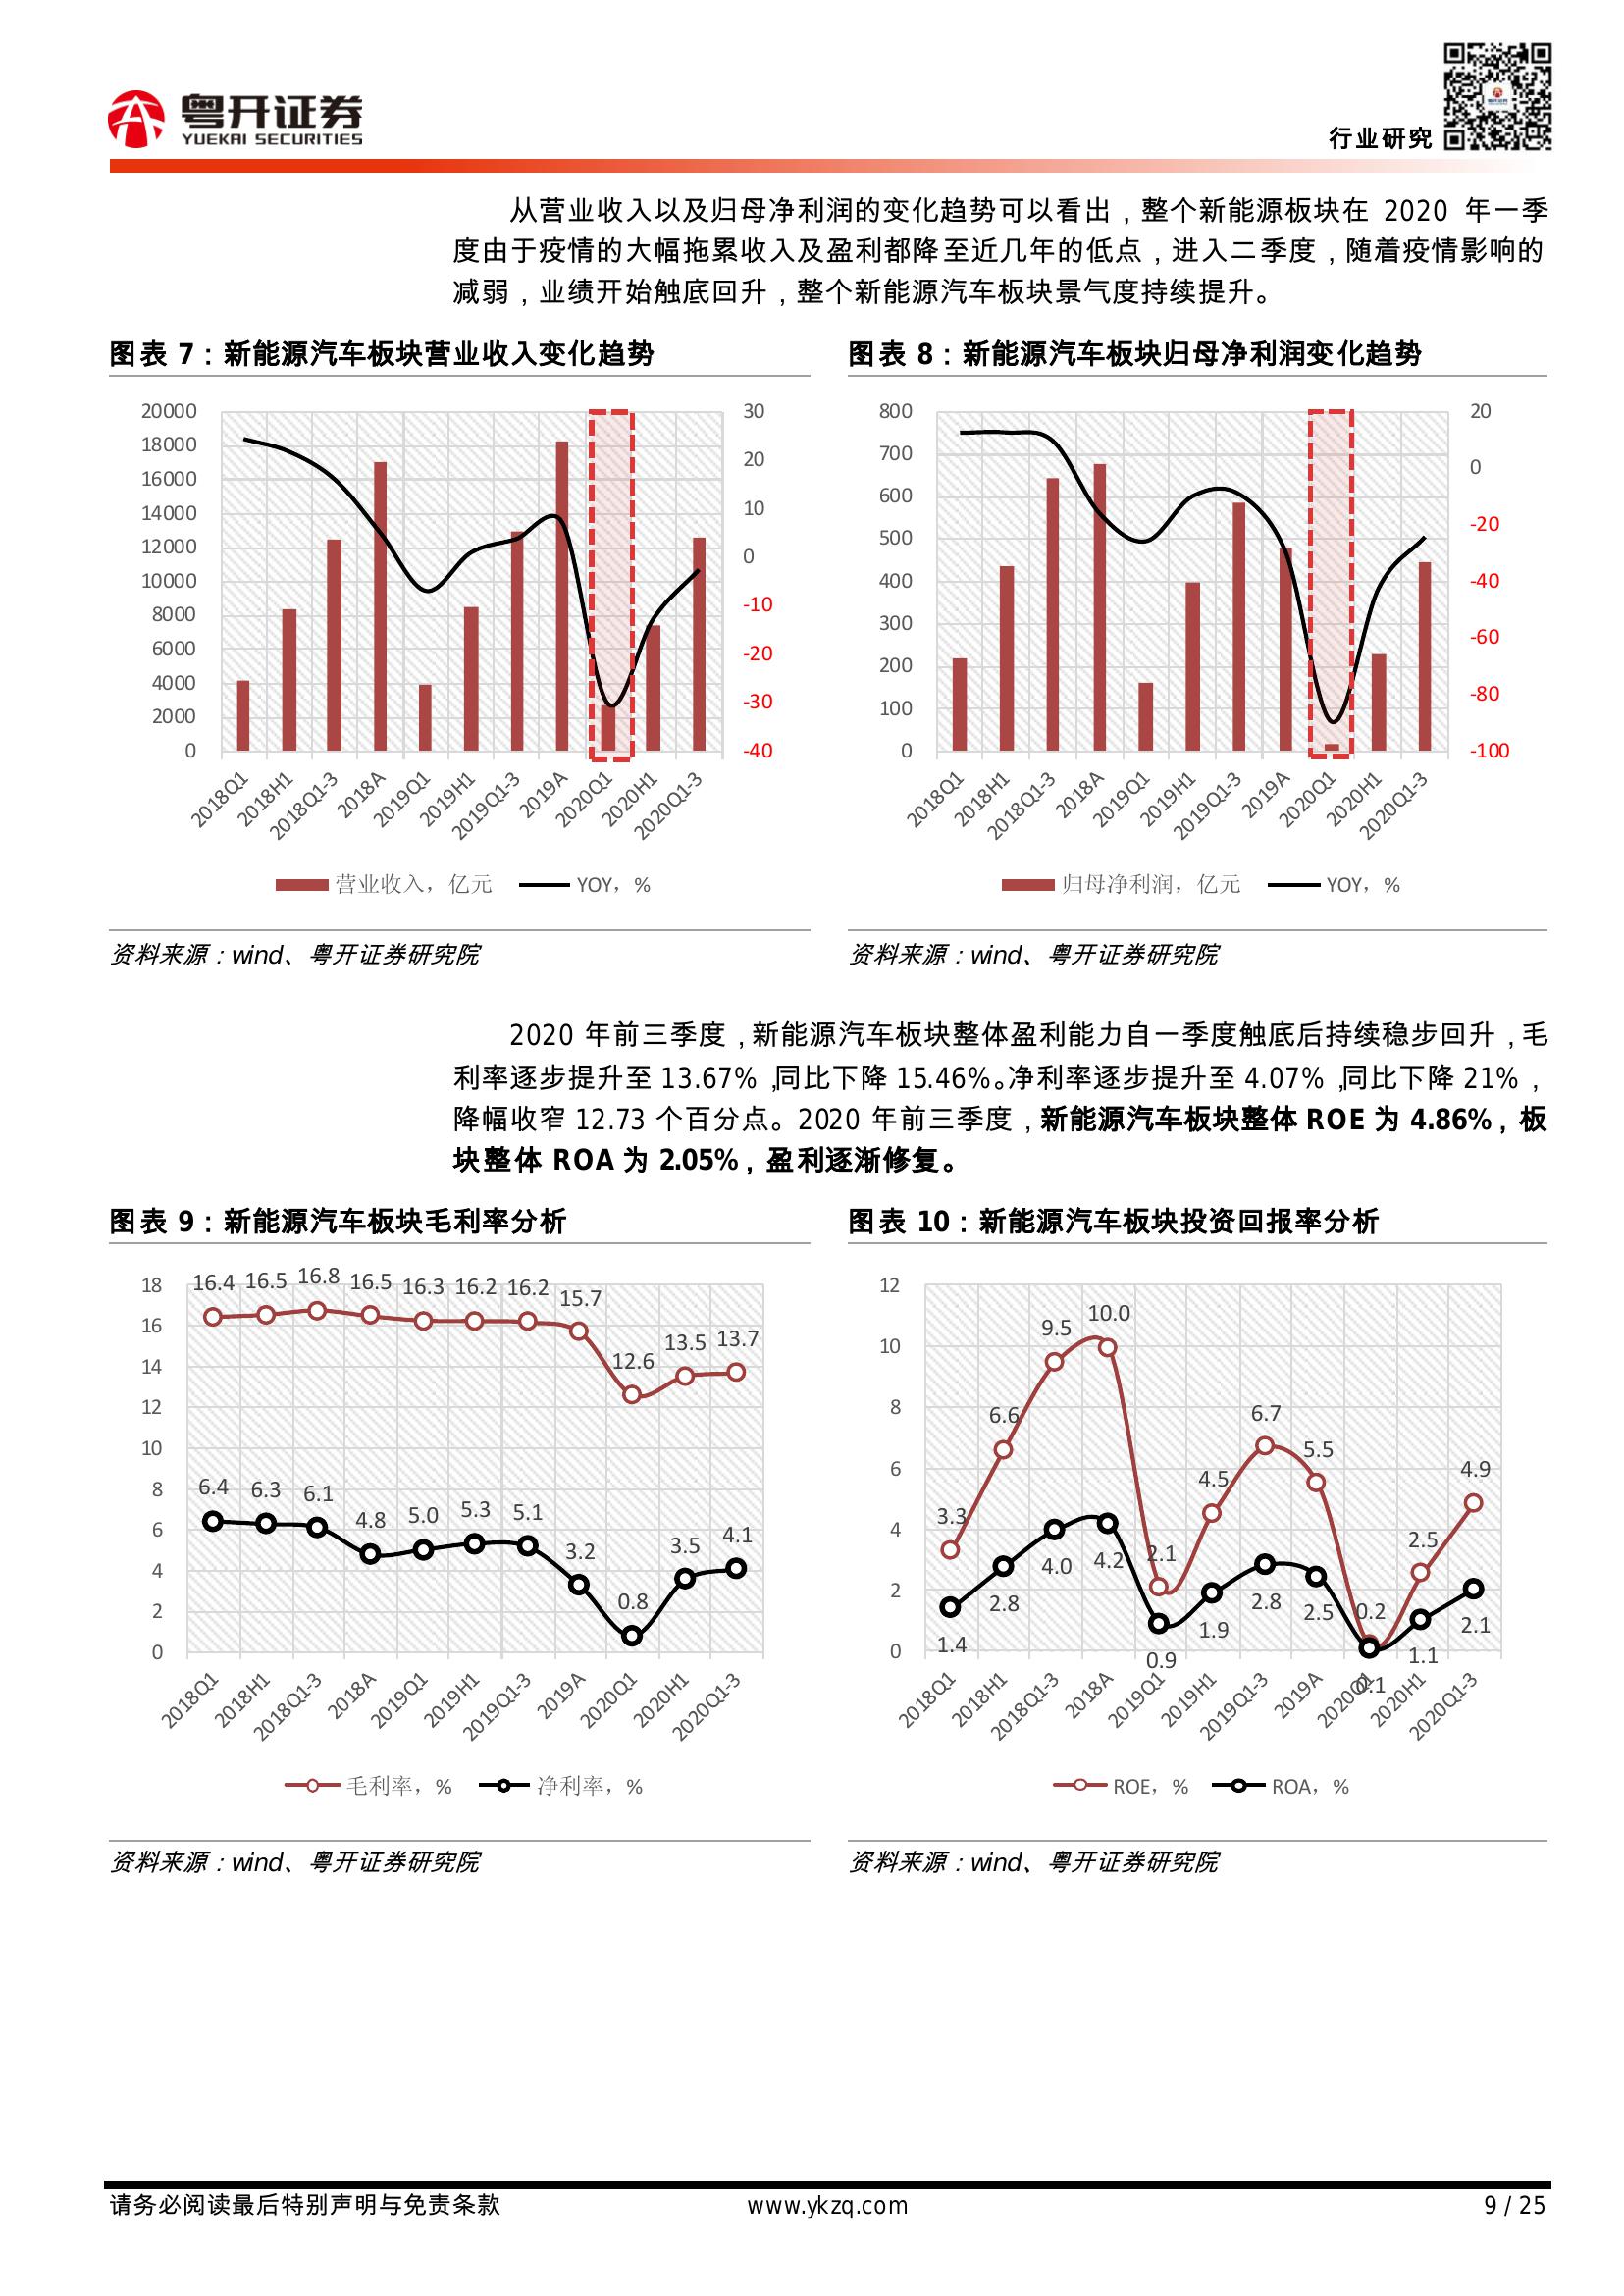 粤开证券
YUEKAI SECURITIES
行业研究
从营业收入以及归母净利润的变化趋势可以看出，整个新能源板块在 2020 年一季
度由于疫情的大幅拖累收入及盈利都降至近几年的低点，进入二季度，随着疫情影响的
减弱，业绩开始触底回升，整个新能源汽车板块景气度持续提升。
图表 7：新能源汽车板块营业收入变化趋势
20000
18000
16000
14000
12000
10000
8000
6000
4000
2000
0
30
20
10
0
-10
-20
-30
-40
2018Q1
2018H1
2018Q1-3
2018A
2019Q1
2019H1
2019Q1-3
2019A
2020Q1
2020H1
2020Q1-3
营业收入，亿元
YOY，%
资料来源：wind、粤开证券研究院
图表 8：新能源汽车板块归母净利润变化趋势
800
700
600
500
400
300
200
100
0
20
0
-20
-40
-60
-80
-100
2018Q1
2018H1
2018Q1-3
2018A
2019Q1
2019H1
2019Q1-3
2019A
2020Q1
2020H1
2020Q1-3
归母净利润，亿元
YOY，%
资料来源：wind、粤开证券研究院
2020 年前三季度，新能源汽车板块整体盈利能力自一季度触底后持续稳步回升，毛
利率逐步提升至 13.67%，同比下降 15.46%。净利率逐步提升至 4.07%，同比下降 21%，
降幅收窄 12.73 个百分点。2020 年前三季度，新能源汽车板块整体 ROE 为 4.86%，板
块整体 ROA 为 2.05%，盈利逐渐修复。
图表 9：新能源汽车板块毛利率分析
18
16
14
12
10
8
6
4
2
0
16.4 16.5 16.8 16.5 16.3 16.2 16.2 15.7 12.6 13.5 13.7
6.4 6.3 6.1 4.8 5.0 5.3 5.1 3.2 0.8 3.5 4.1
2018Q1
2018H1
2018Q1-3
2018A
2019Q1
2019H1
2019Q1-3
2019A
2020Q1
2020H1
2020Q1-3
毛利率，%
净利率，%
资料来源：wind、粤开证券研究院
图表 10：新能源汽车板块投资回报率分析
12
10
8
6
4
2
0
3.3 6.6 9.5 10.0 2.1 4.5 6.7 5.5 0.2 2.5 4.9
1.4 2.8 4.0 4.2 0.9 1.9 2.8 2.5 0.1 1.1 2.1
2018Q1
2018H1
2018Q1-3
2018A
2019Q1
2019H1
2019Q1-3
2019A
2020Q1
2020H1
2020Q1-3
ROE，%
ROA，%
资料来源：wind、粤开证券研究院
请务必阅读最后特别声明与免责条款
www.ykzq.com
9 / 25